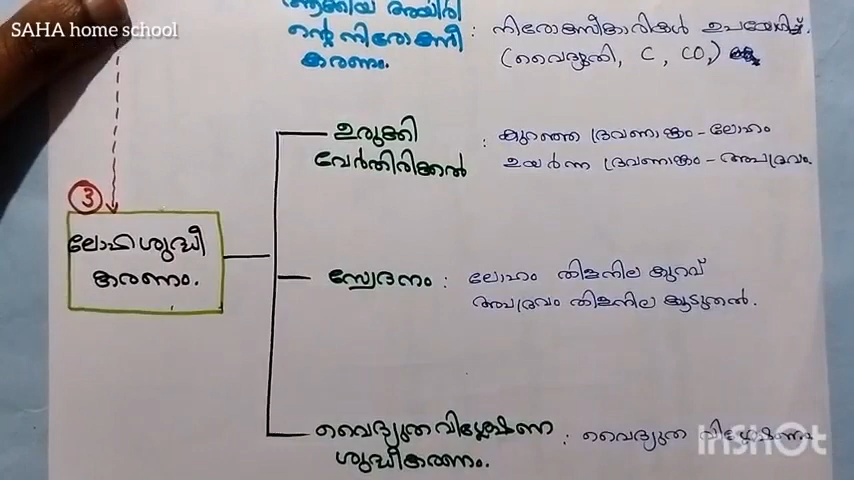 SAHA home school
ആക്കിയ അയിരി
ന്റെ നിരോക്സീ
കരണം.
: നിരോക്സീകാരികൾ ഉപയോഗിച്ച്.
(വൈദ്യുതി, C, CO,)
ഉരുക്കി
വേർതിരിക്കൽ
: കുറഞ്ഞ ദ്രവണാങ്കം - ലോഹം
ഉയർന്ന ദ്രവണാങ്കം - അപദ്രവം.
3
ലോഹശുദ്ധീ
കരണം.
സ്വേദനം : ലോഹം തിളനില കുറവ്
അപദ്രവം തിളനില കൂടുതൽ.
വൈദ്യുത വിശ്ലേഷണ
ശുദ്ധീകരണം.
: വൈദ്യുത വിശ്ലേഷണം
InShOt